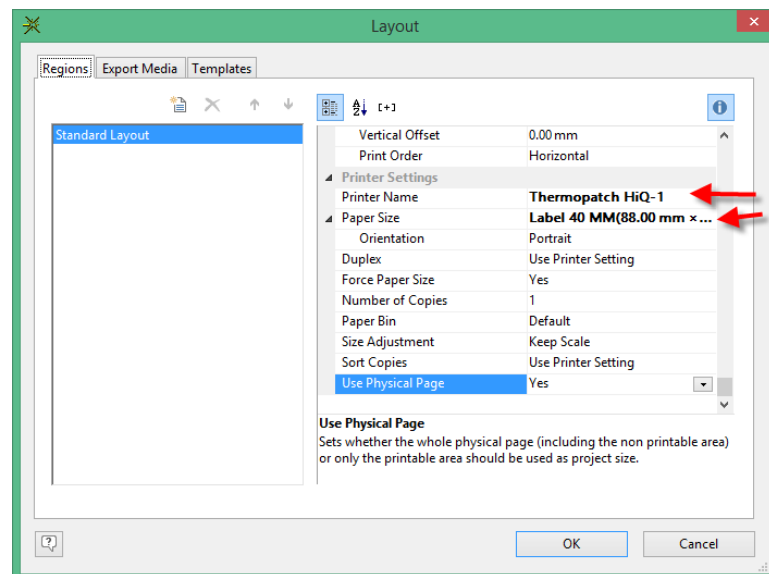 Layout
Regions Export Media Templates
[+]
Standard Layout
Vertical Offset 0.00 mm
Print Order Horizontal
Printer Settings
Printer Name Thermopatch HiQ-1
Paper Size Label 40 MM(88.00 mm ×...
Orientation Portrait
Duplex Use Printer Setting
Force Paper Size Yes
Number of Copies 1
Paper Bin Default
Size Adjustment Keep Scale
Sort Copies Use Printer Setting
Use Physical Page Yes
Use Physical Page
Sets whether the whole physical page (including the non printable area)
or only the printable area should be used as project size.
OK Cancel